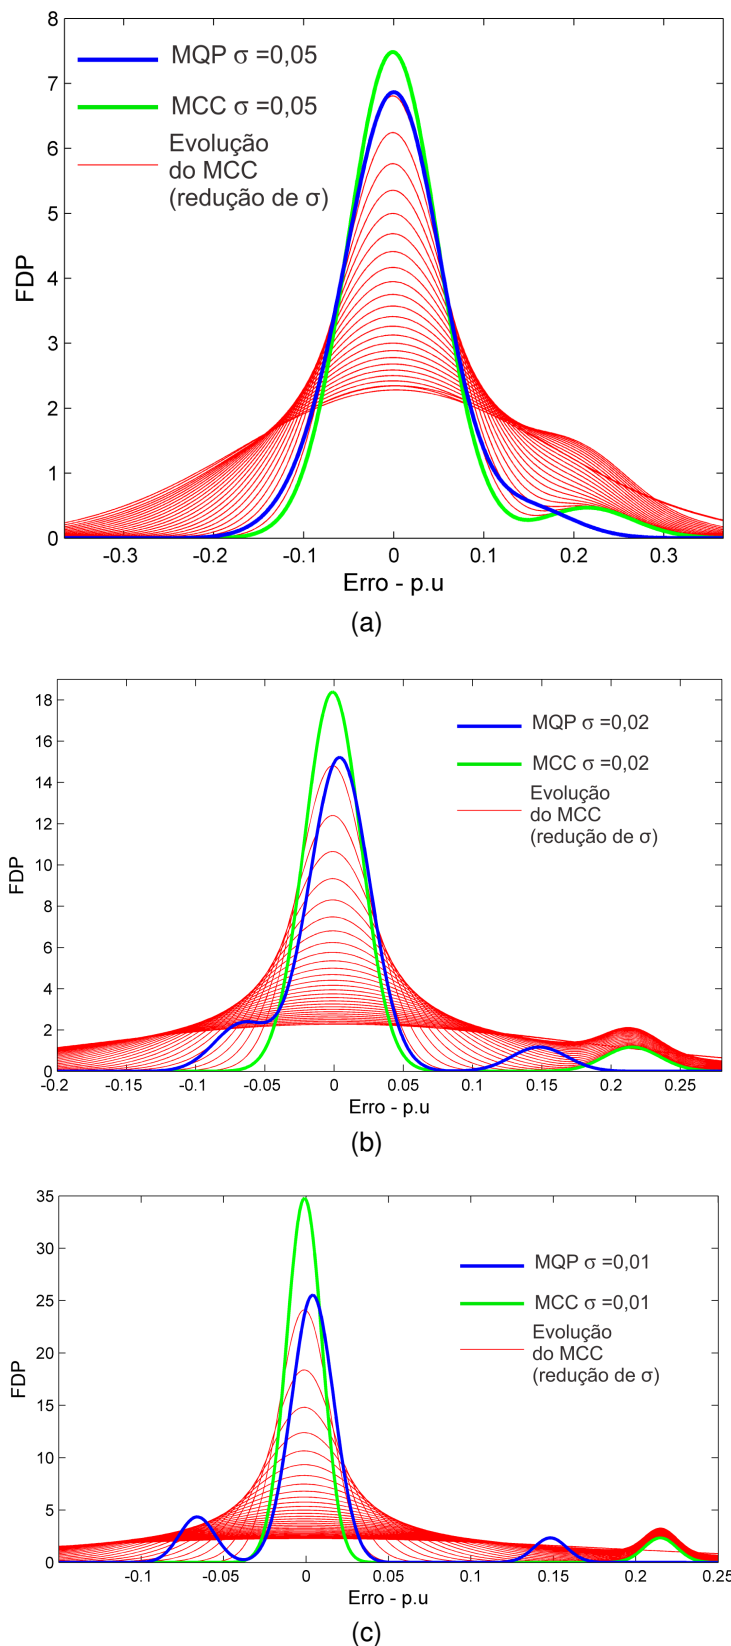 8
7
6
5
4
3
2
1
0
FDP
MQP σ =0,05
MCC σ =0,05
Evolução
do MCC
(redução de σ)
-0.3 -0.2 -0.1 0 0.1 0.2 0.3
Erro - p.u
(a)
18
16
14
12
10
8
6
4
2
0
FDP
MQP σ =0,02
MCC σ =0,02
Evolução
do MCC
(redução de σ)
-0.2 -0.15 -0.1 -0.05 0 0.05 0.1 0.15 0.2 0.25
Erro - p.u
(b)
35
30
25
20
15
10
5
0
FDP
MQP σ =0,01
MCC σ =0,01
Evolução
do MCC
(redução de σ)
-0.1 -0.05 0 0.05 0.1 0.15 0.2 0.25
Erro - p.u
(c)